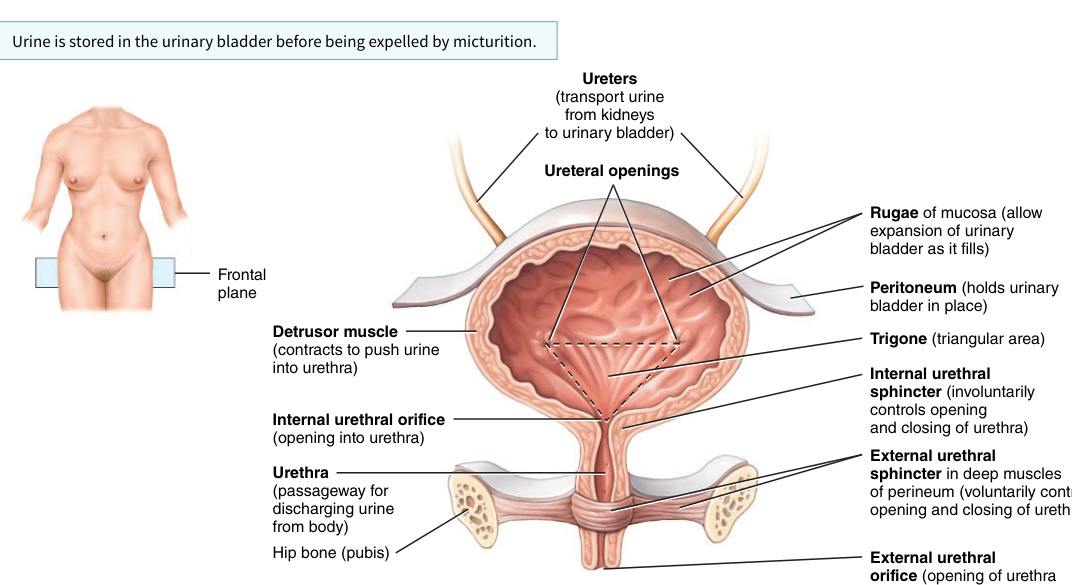 Urine is stored in the urinary bladder before being expelled by micturition.
Ureters
(transport urine
from kidneys
to urinary bladder)
Ureteral openings
Rugae of mucosa (allow
expansion of urinary
bladder as it fills)
Frontal
plane
Peritoneum (holds urinary
bladder in place)
Detrusor muscle
(contracts to push urine
into urethra)
Trigone (triangular area)
Internal urethral
sphincter (involuntarily
controls opening
and closing of urethra)
Internal urethral orifice
(opening into urethra)
External urethral
sphincter in deep muscles
of perineum (voluntarily
opening and closing of
Urethra
(passageway for
discharging urine
from body)
Hip bone (pubis)
External urethral
orifice (opening of urethra